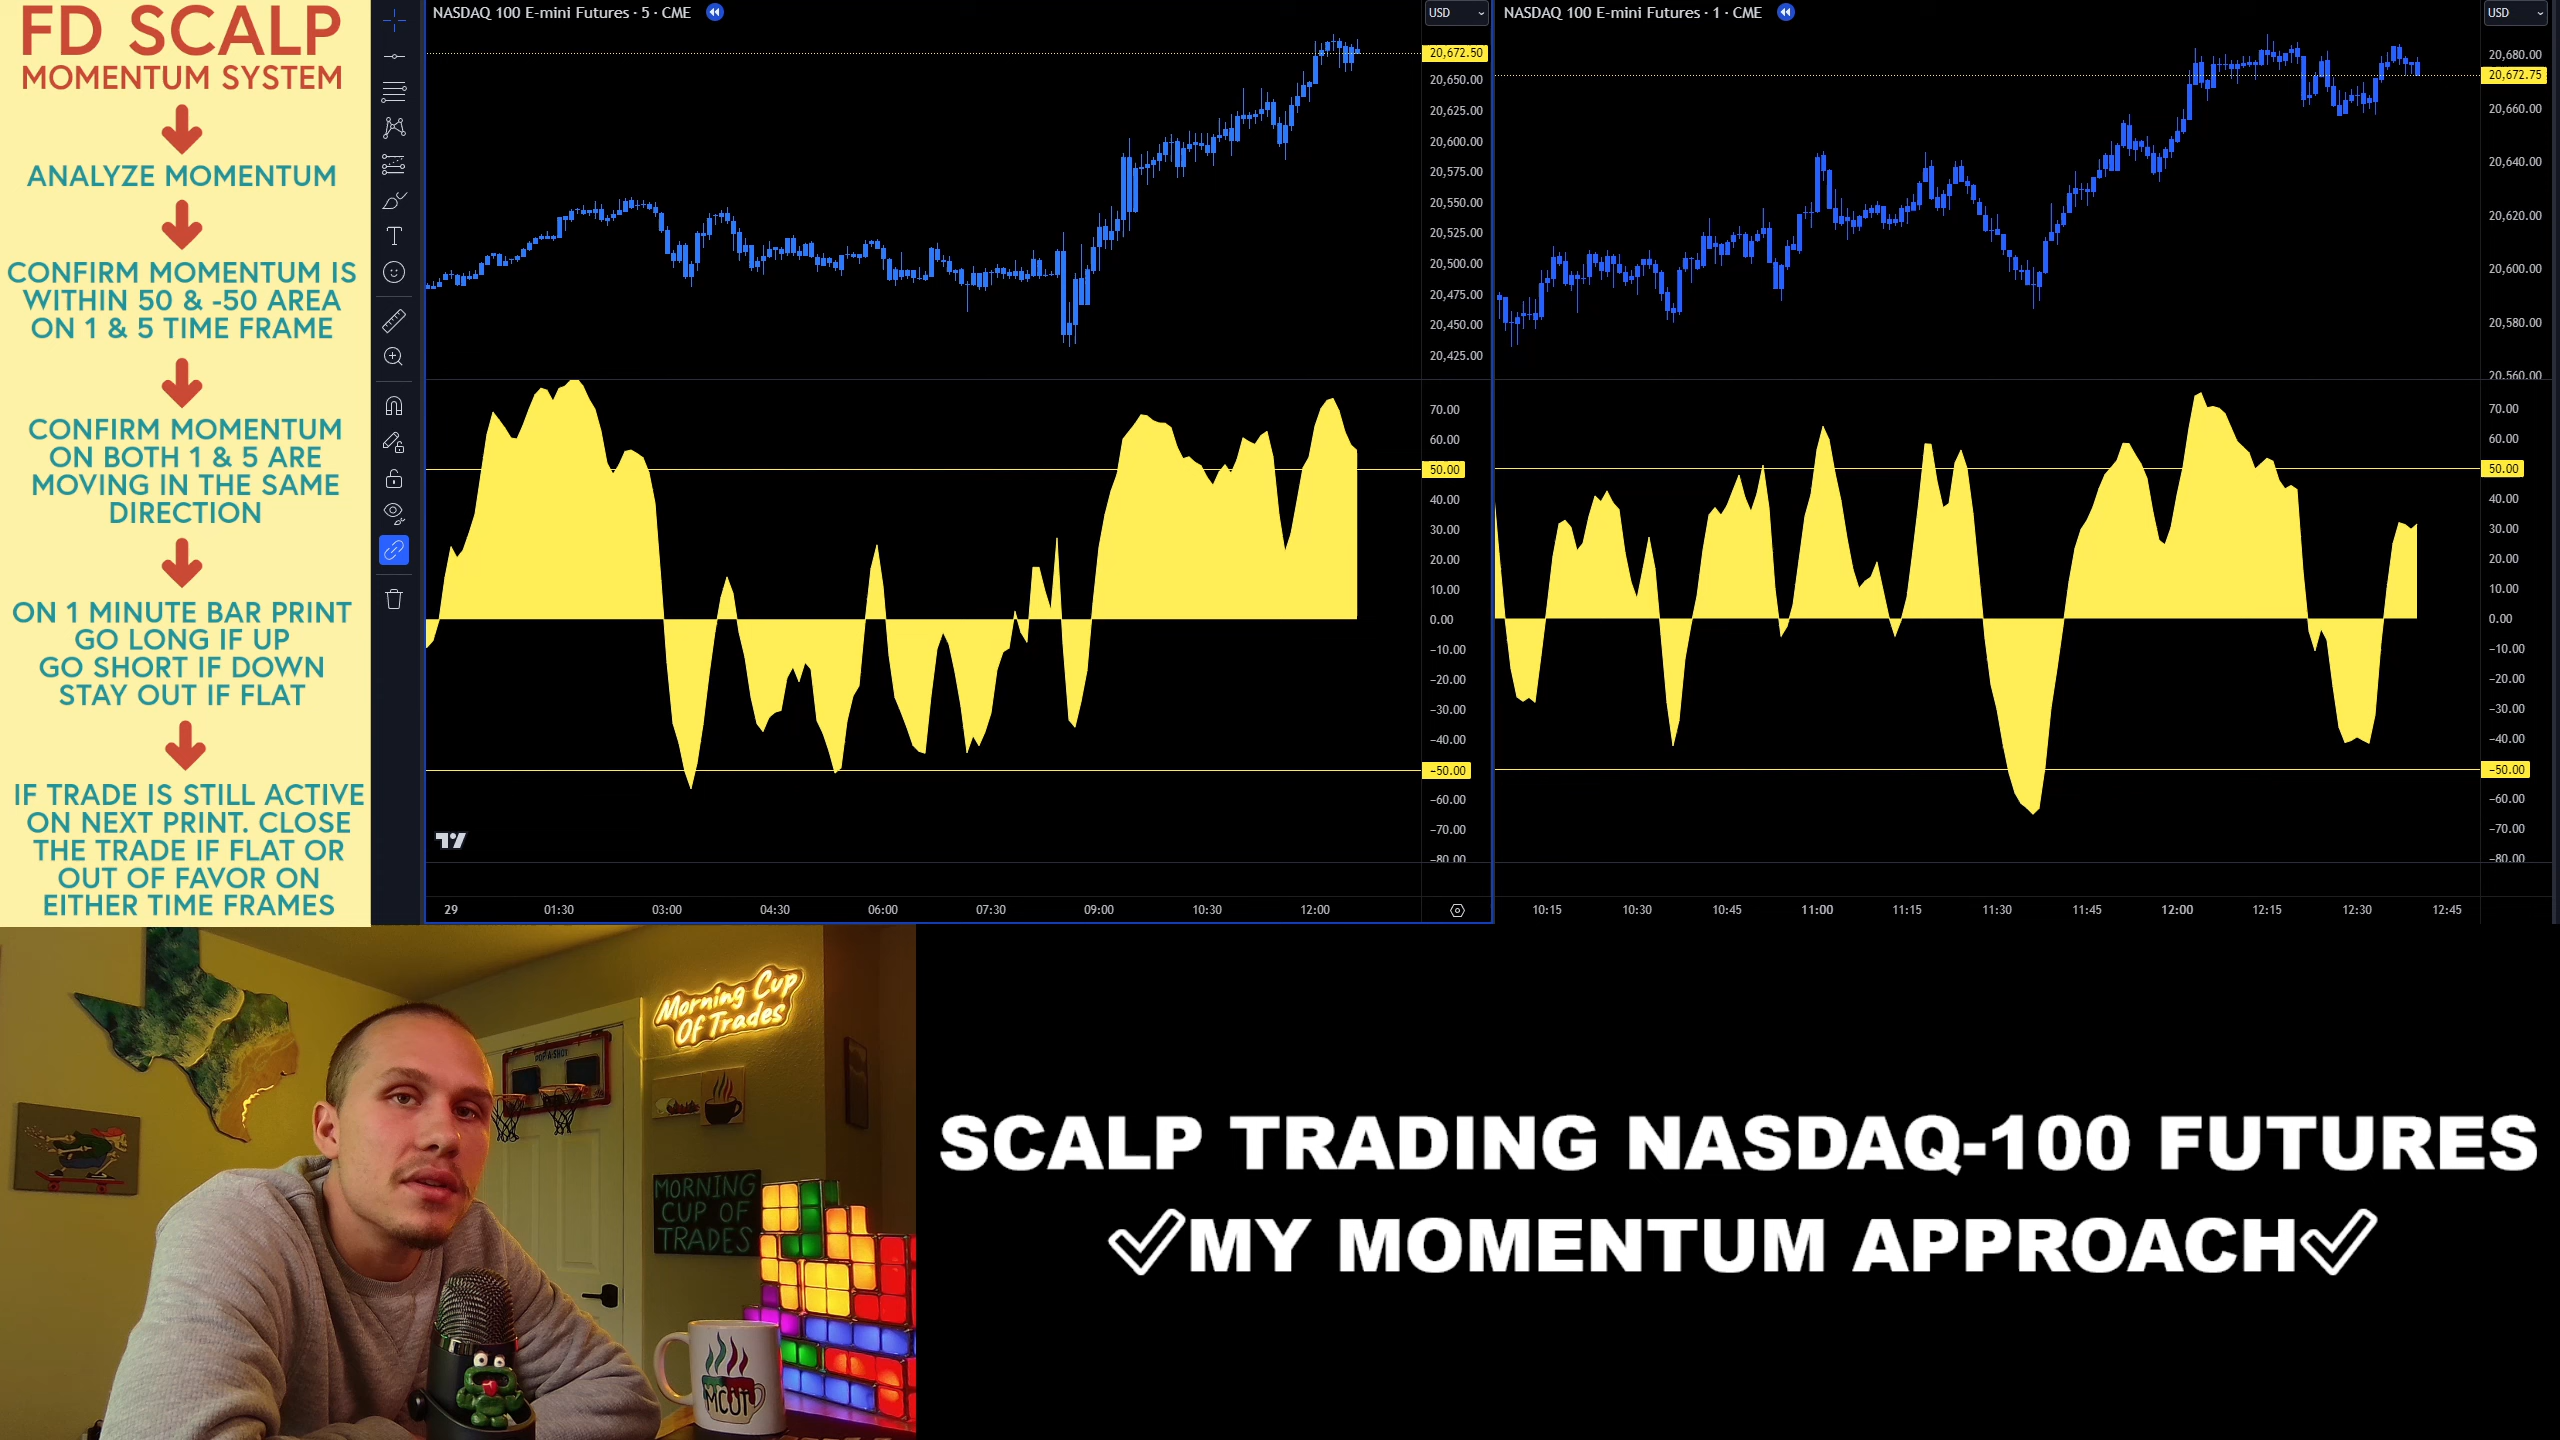 FD SCALP
MOMENTUM SYSTEM
ANALYZE MOMENTUM
CONFIRM MOMENTUM IS
WITHIN 50 & -50 AREA
ON 1 & 5 TIME FRAME
CONFIRM MOMENTUM
ON BOTH 1 & 5 ARE
MOVING IN THE SAME
DIRECTION
ON 1 MINUTE BAR PRINT
GO LONG IF UP
GO SHORT IF DOWN
STAY OUT IF FLAT
IF TRADE IS STILL ACTIVE
ON NEXT PRINT. CLOSE
THE TRADE IF FLAT OR
OUT OF FAVOR ON
EITHER TIME FRAMES
NASDAQ 100 E-mini Futures · 5 · CME
USD
20,672.50
20,650.00
20,625.00
20,600.00
20,575.00
20,550.00
20,525.00
20,500.00
20,475.00
20,450.00
20,425.00
70.00
60.00
50.00
40.00
30.00
20.00
10.00
0.00
−10.00
−20.00
−30.00
−40.00
−50.00
−60.00
−70.00
−80.00
29 01:30 03:00 04:30 06:00 07:30 09:00 10:30 12:00
NASDAQ 100 E-mini Futures · 1 · CME
USD
20,680.00
20,672.75
20,660.00
20,640.00
20,620.00
20,600.00
20,580.00
20,560.00
70.00
60.00
50.00
40.00
30.00
20.00
10.00
0.00
−10.00
−20.00
−30.00
−40.00
−50.00
−60.00
−70.00
−80.00
10:15 10:30 10:45 11:00 11:15 11:30 11:45 12:00 12:15 12:30 12:45
Morning Cup
Of Trades
POP-A-SHOT
MORNING
CUP OF
TRADES
MCOT
SCALP TRADING NASDAQ-100 FUTURES
✓MY MOMENTUM APPROACH✓